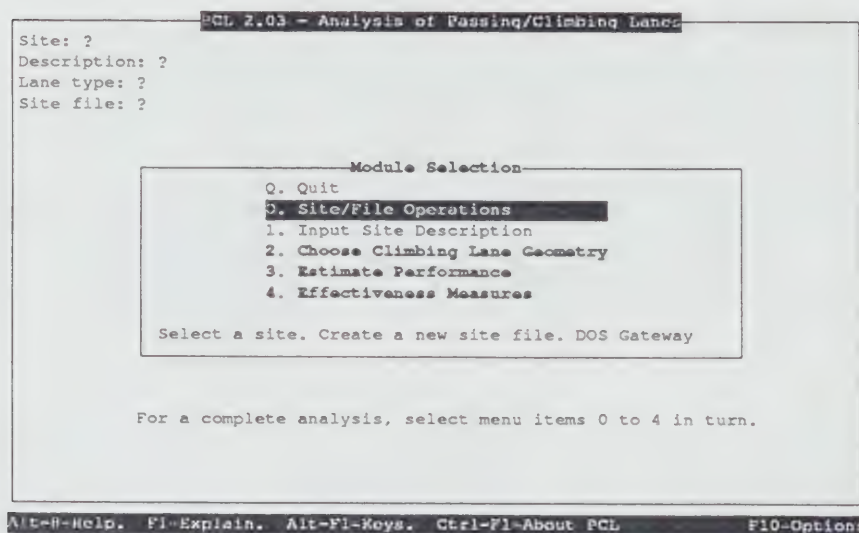 PCL 2.03 - Analysis of Passing/Climbing Lanes
Site: ?
Description: ?
Lane type: ?
Site file: ?
Module Selection
Q. Quit
0. Site/File Operations
1. Input Site Description
2. Choose Climbing Lane Geometry
3. Estimate Performance
4. Effectiveness Measures
Select a site. Create a new site file. DOS Gateway
For a complete analysis, select menu items 0 to 4 in turn.
Alt-H-Help. F1-Explain. Alt-F1-Keys. Ctrl-F1-About PCL F10-Options